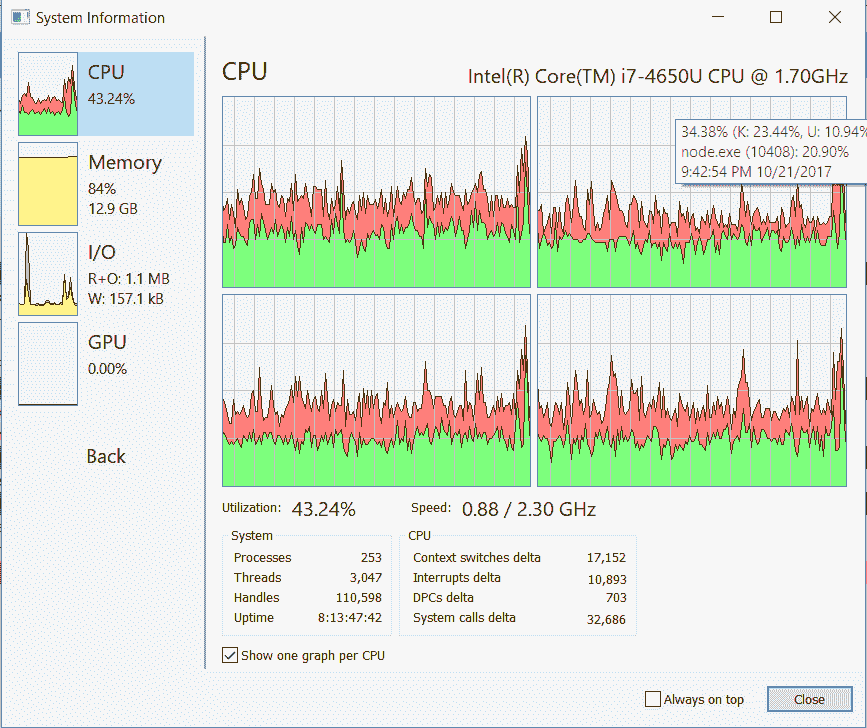 System Information
CPU
43.24%
Memory
84%
12.9 GB
I/O
R+O: 1.1 MB
W: 157.1 kB
GPU
0.00%
Back
CPU
Intel(R) Core(TM) i7-4650U CPU @ 1.70GHz
34.38% (K: 23.44%, U: 10.94%
node.exe (10408): 20.90%
9:42:54 PM 10/21/2017
Utilization: 43.24%
Speed: 0.88 / 2.30 GHz
System
Processes 253
Threads 3,047
Handles 110,598
Uptime 8:13:47:42
CPU
Context switches delta 17,152
Interrupts delta 10,893
DPCs delta 703
System calls delta 32,686
Show one graph per CPU
Always on top
Close